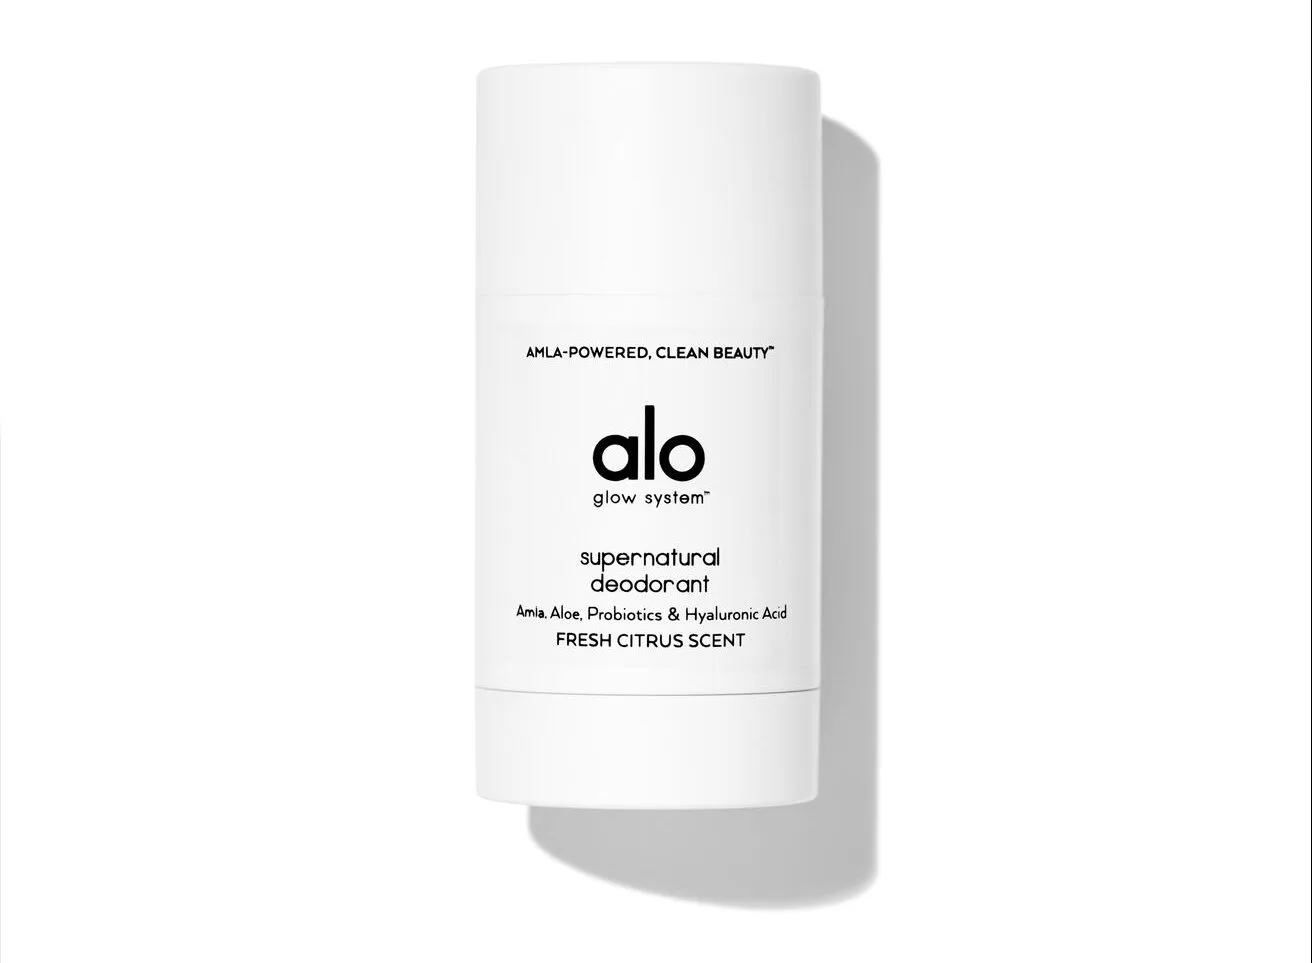 AMLA-POWERED, CLEAN BEAUTY™
alo
glow system™
supernatural
deodorant
Amla, Aloe, Probiotics & Hyaluronic Acid
FRESH CITRUS SCENT